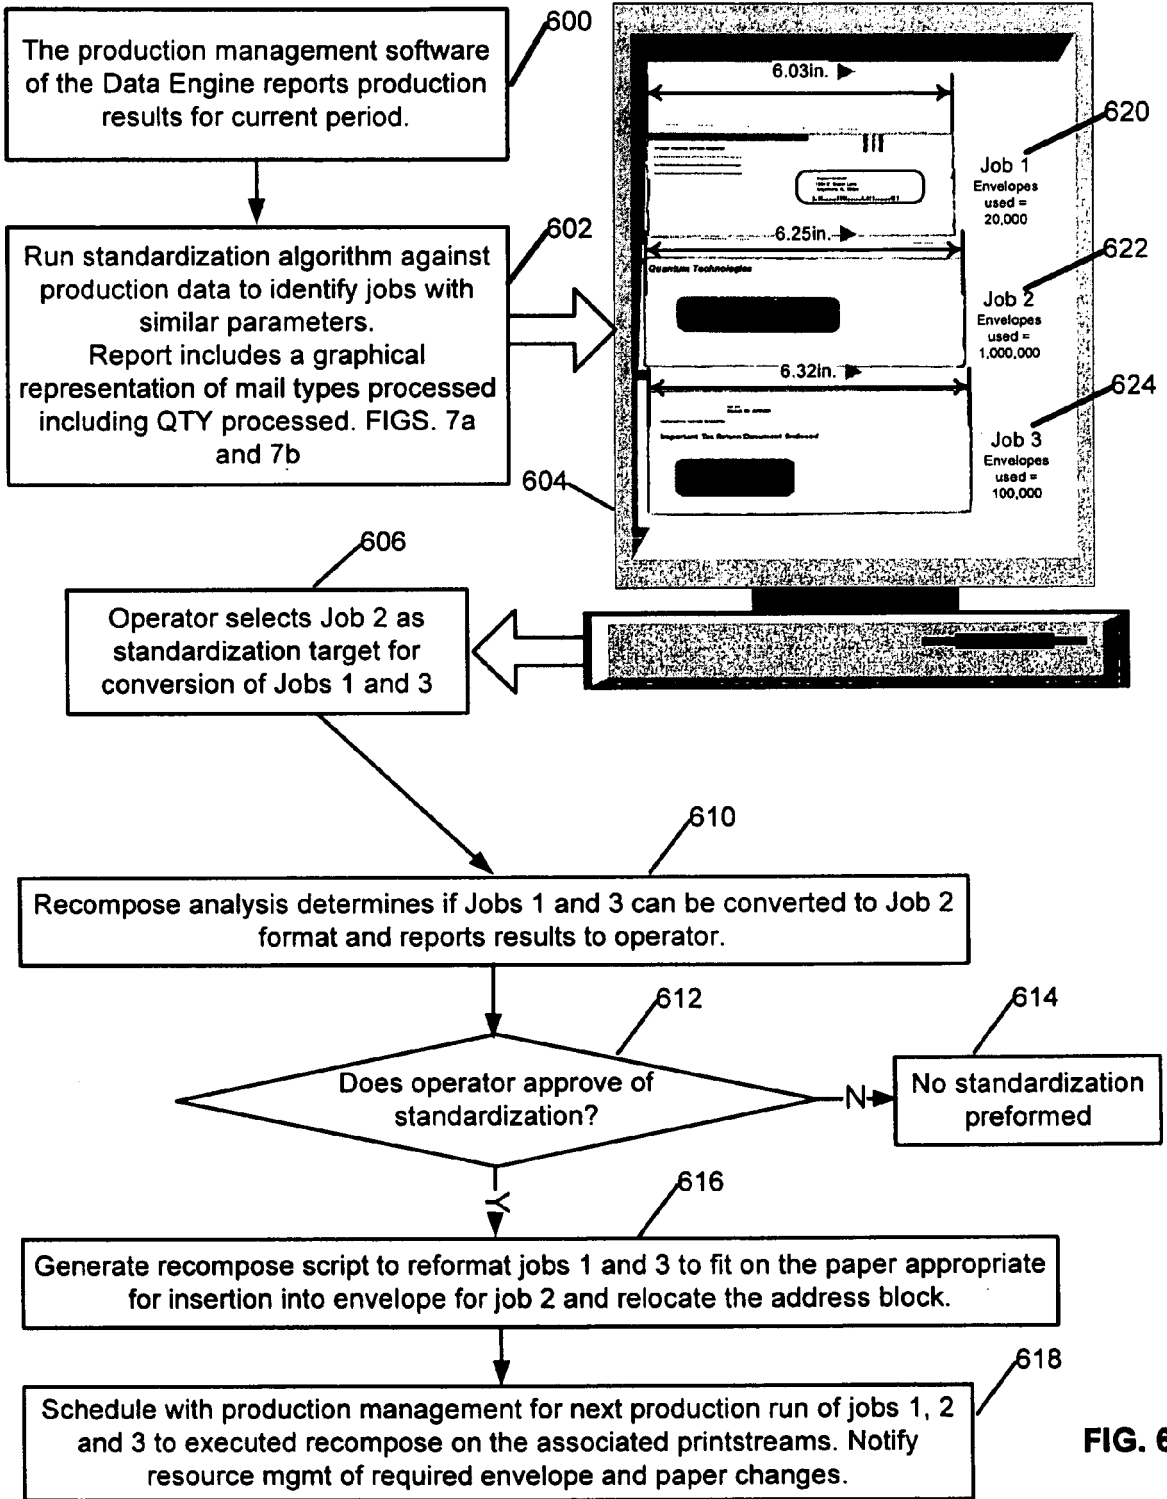 600
The production management software
of the Data Engine reports production
results for current period.
602
Run standardization algorithm against
production data to identify jobs with
similar parameters.
Report includes a graphical
representation of mail types processed
including QTY processed. FIGS. 7a
and 7b
604
6.03in.
620
Job 1
Envelopes
used =
20,000
6.25in.
622
Quantum Technologies
Job 2
Envelopes
used =
1,000,000
6.32in.
624
Important Tax Return Document Enclosed
Job 3
Envelopes
used =
100,000
606
Operator selects Job 2 as
standardization target for
conversion of Jobs 1 and 3
610
Recompose analysis determines if Jobs 1 and 3 can be converted to Job 2
format and reports results to operator.
612
Does operator approve of
standardization?
N
614
No standardization
preformed
Y
616
Generate recompose script to reformat jobs 1 and 3 to fit on the paper appropriate
for insertion into envelope for job 2 and relocate the address block.
618
Schedule with production management for next production run of jobs 1, 2
and 3 to executed recompose on the associated printstreams. Notify
resource mgmt of required envelope and paper changes.
FIG. 6